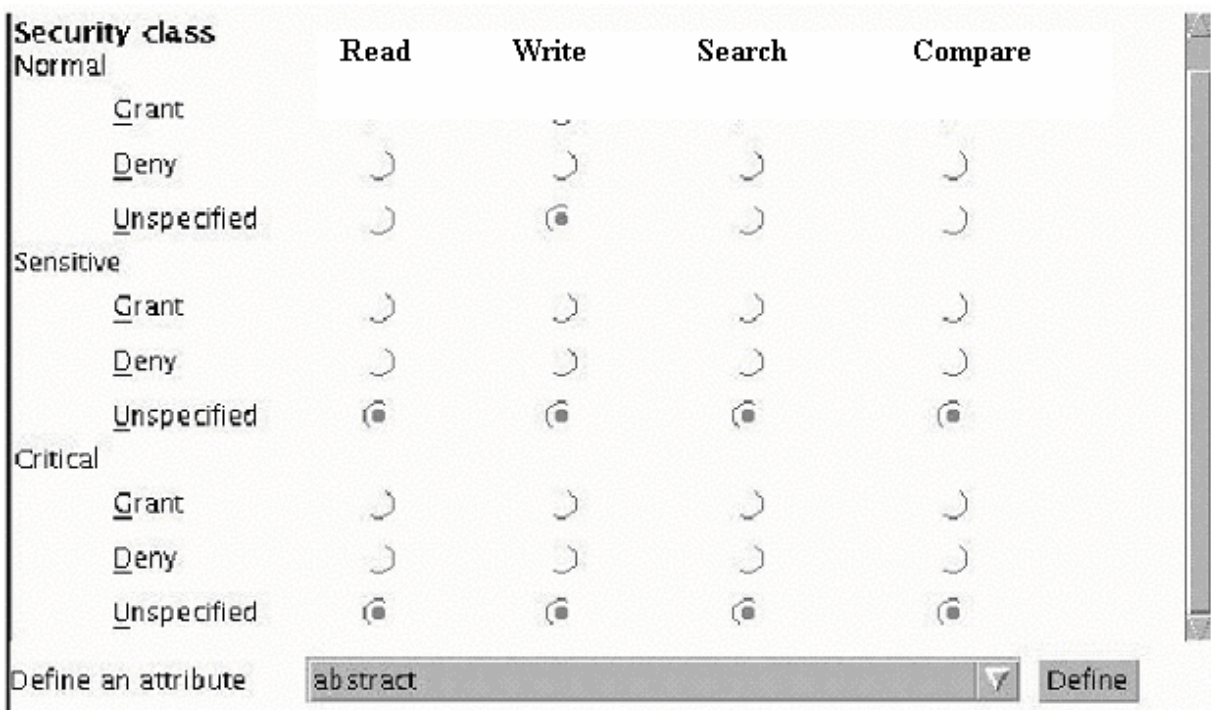 Security class
Read Write Search Compare
Normal
Grant
Deny
Unspecified
Sensitive
Grant
Deny
Unspecified
Critical
Grant
Deny
Unspecified
Define an attribute abstract Define